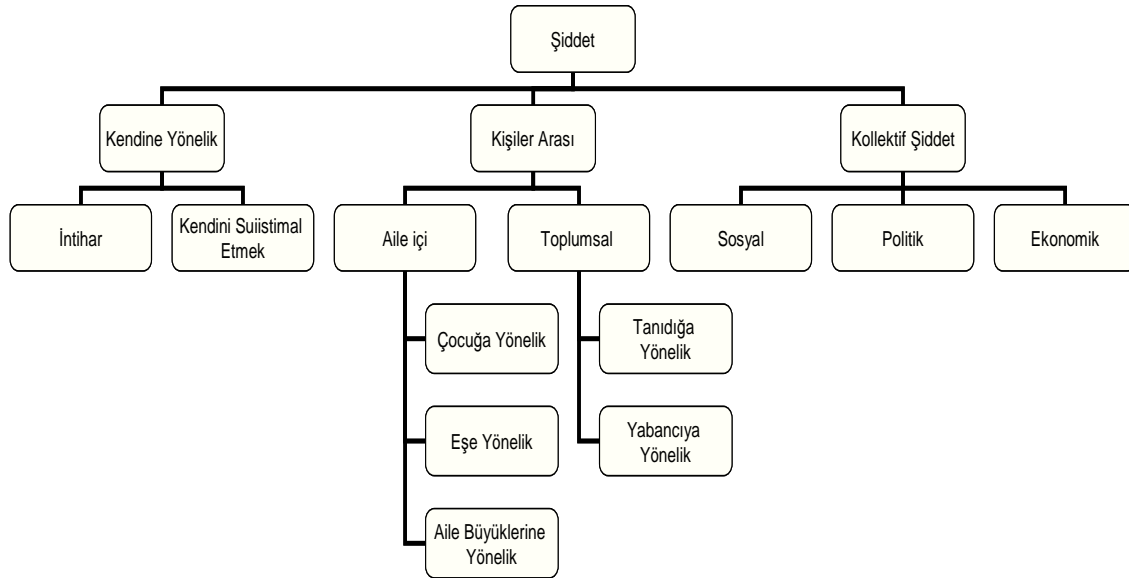 Şiddet
Kendine Yönelik
Kişiler Arası
Kollektif Şiddet
İntihar
Kendini Suiistimal
Etmek
Aile içi
Toplumsal
Sosyal
Politik
Ekonomik
Çocuğa Yönelik
Tanıdığa
Yönelik
Eşe Yönelik
Yabancıya
Yönelik
Aile Büyüklerine
Yönelik